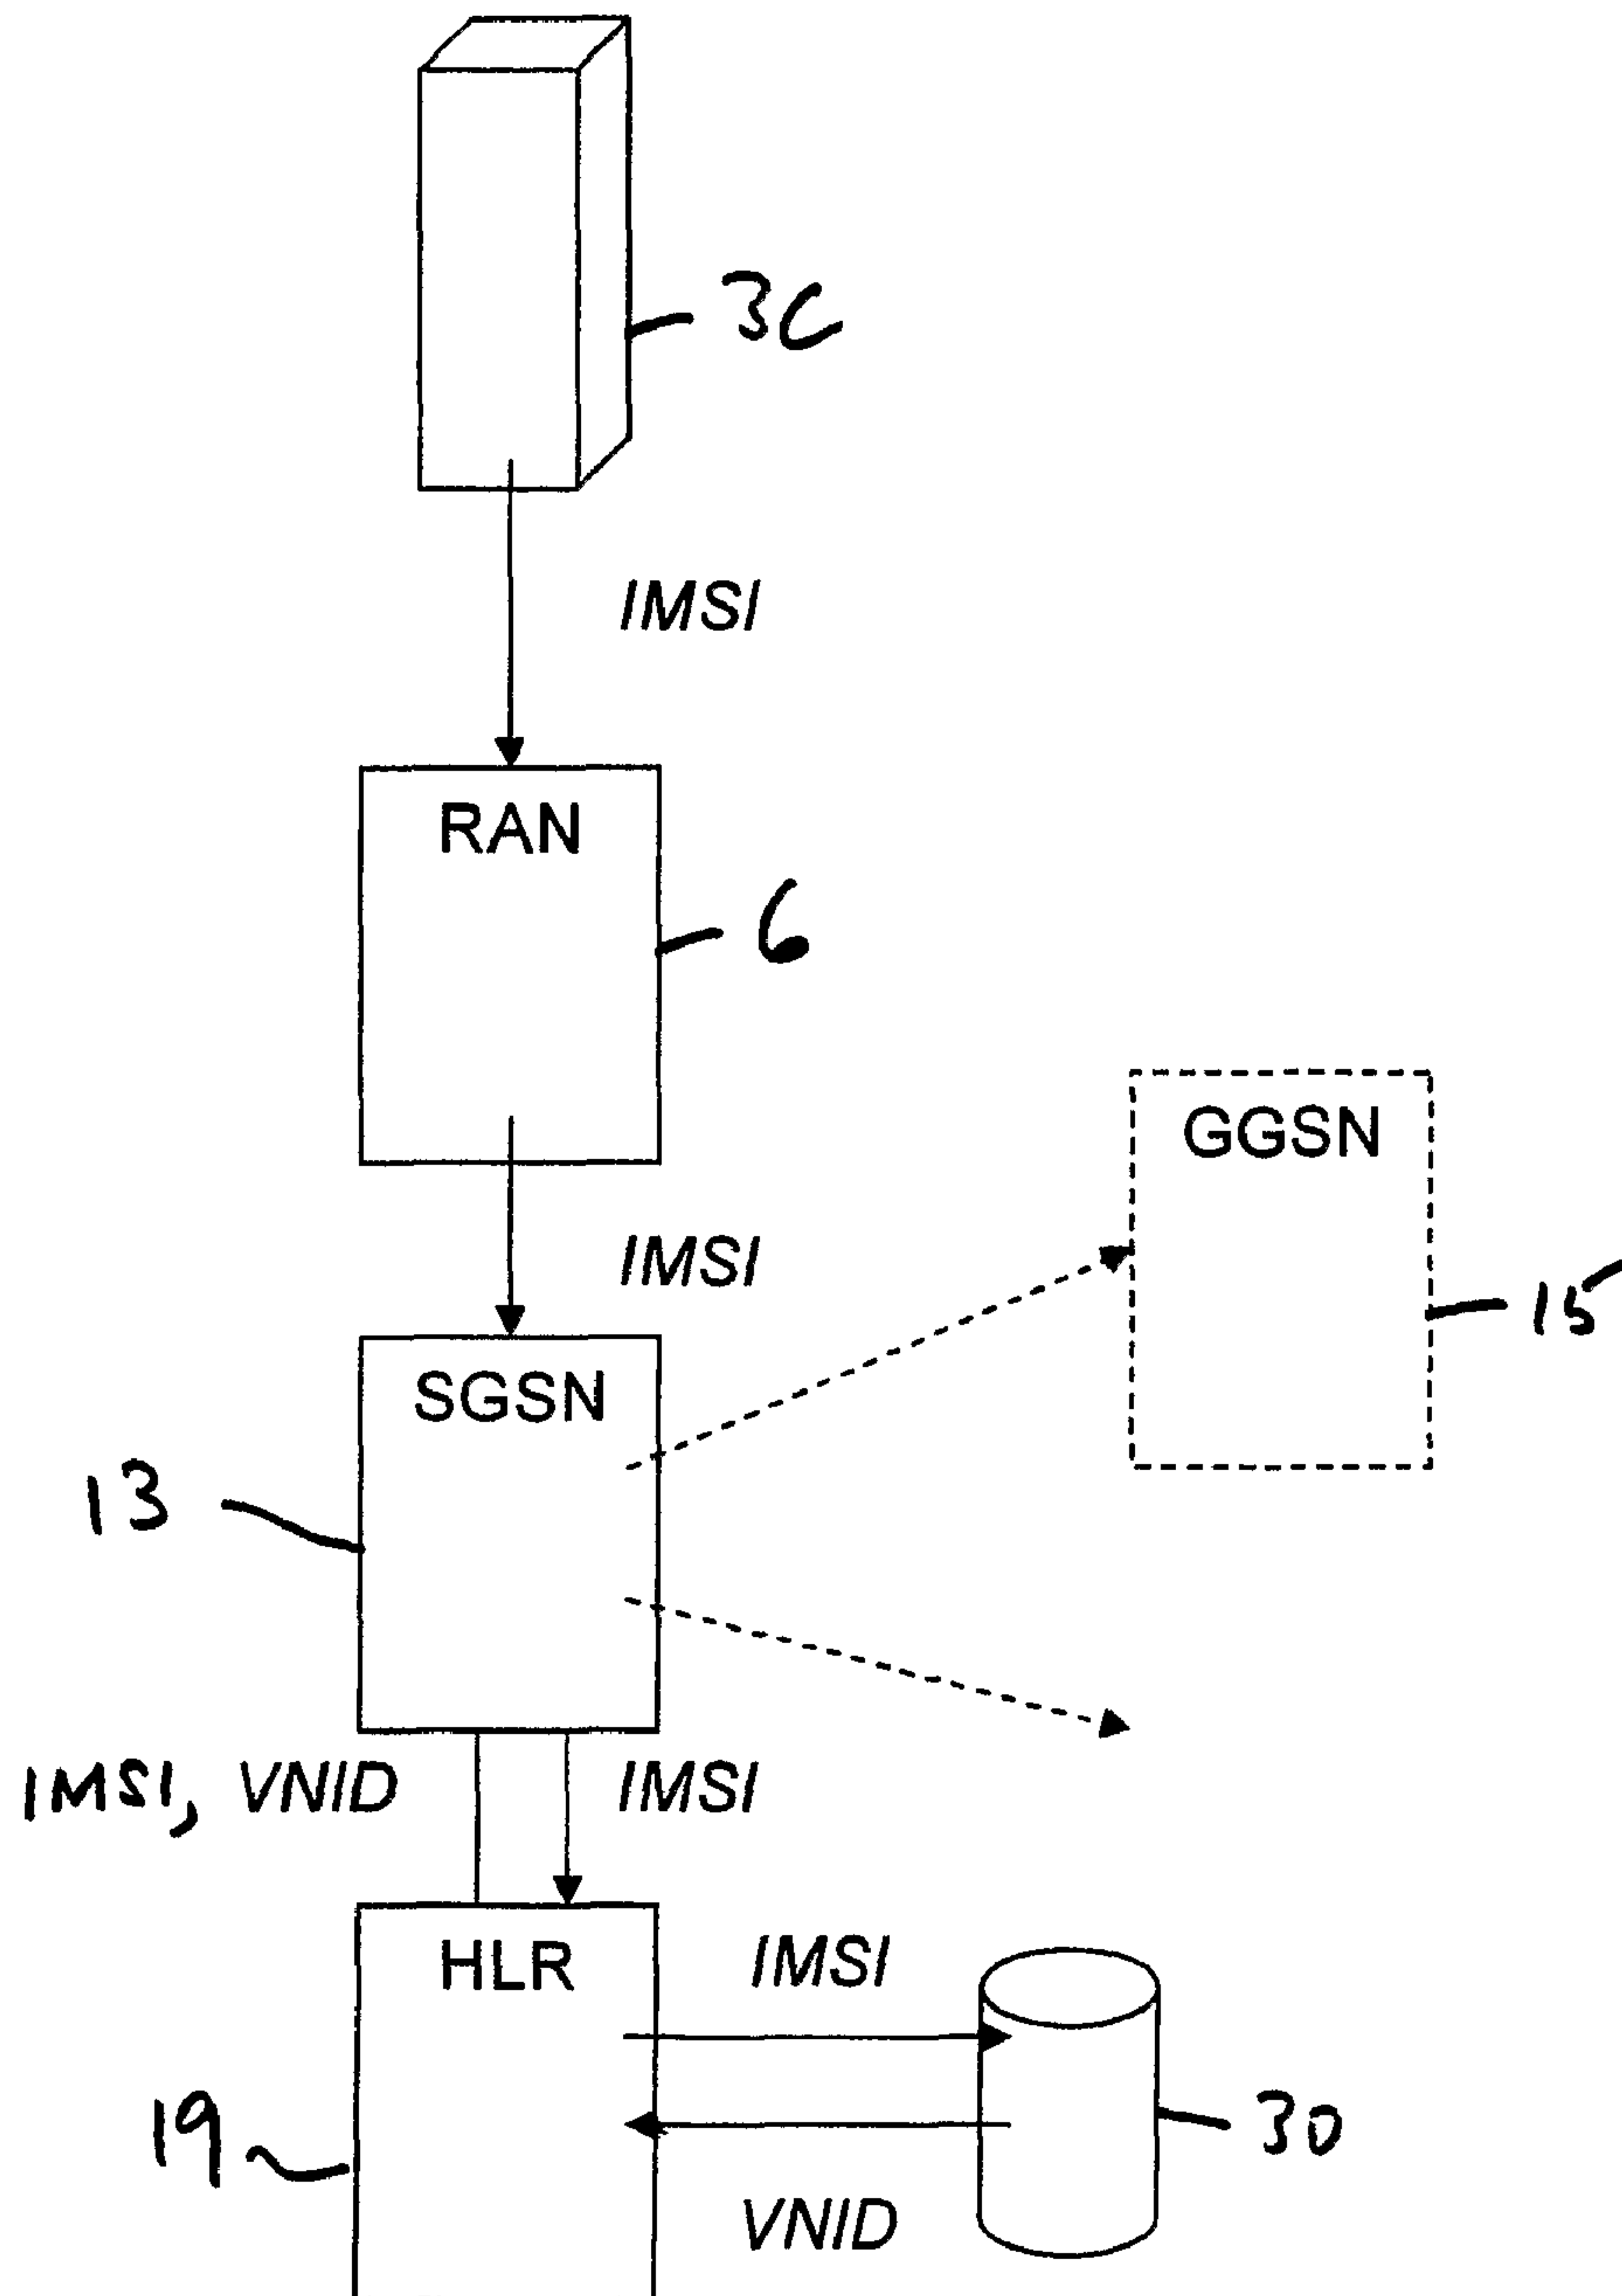 3C
IMSI
RAN
6
GGSN
IMSI
15
SGSN
13
IMSI, VNID
IMSI
HLR
IMSI
19
30
VNID